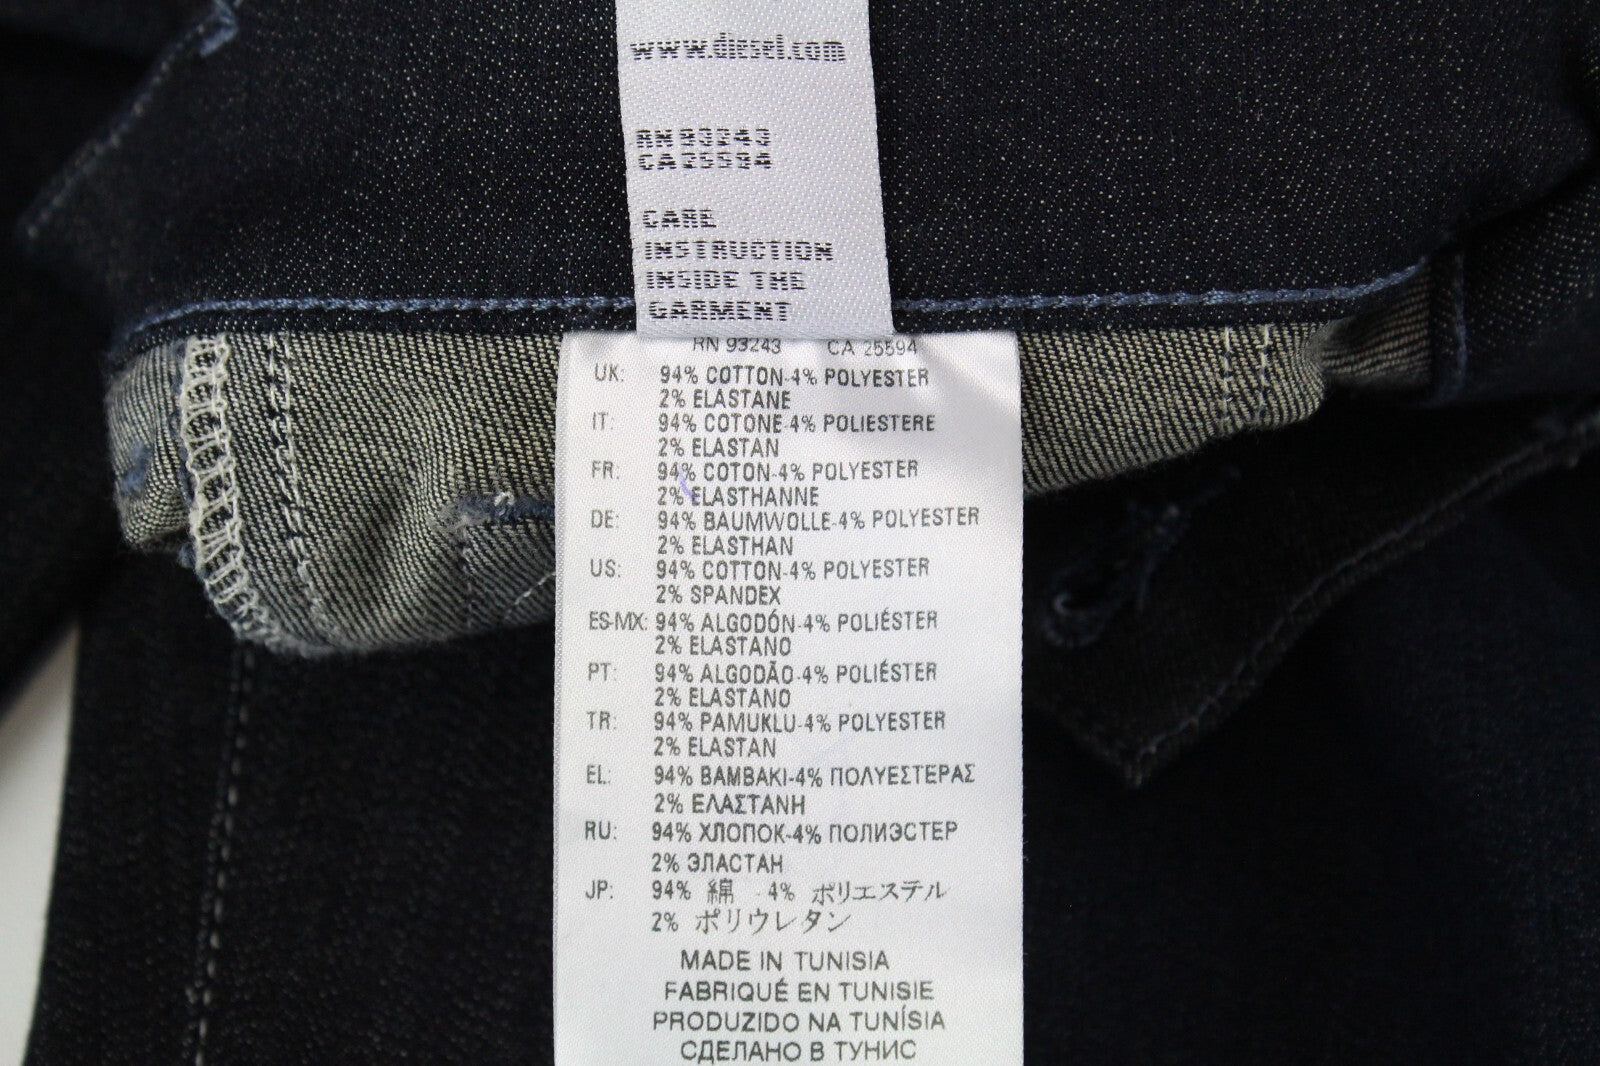 www.diesel.com
RN 93243
CA 25594
CARE
INSTRUCTION
INSIDE THE
GARMENT
RN 93243 CA 25594
UK: 94% COTTON-4% POLYESTER
2% ELASTANE
IT: 94% COTONE-4% POLIESTERE
2% ELASTAN
FR: 94% COTON-4% POLYESTER
2% ELASTHANNE
DE: 94% BAUMWOLLE-4% POLYESTER
2% ELASTHAN
US: 94% COTTON-4% POLYESTER
2% SPANDEX
ES-MX: 94% ALGODÓN-4% POLIÉSTER
2% ELASTANO
PT: 94% ALGODÃO-4% POLIÉSTER
2% ELASTANO
TR: 94% PAMUKLU-4% POLYESTER
2% ELASTAN
EL: 94% ΒΑΜΒΑΚΙ-4% ΠΟΛΥΕΣΤΕΡΑΣ
2% ΕΛΑΣΤΑΝΗ
RU: 94% ХЛОПОК-4% ПОЛИЭСТЕР
2% ЭЛАСТАН
JP: 94% 綿 -4% ポリエステル
2% ポリウレタン
MADE IN TUNISIA
FABRIQUÉ EN TUNISIE
PRODUZIDO NA TUNÍSIA
СДЕЛАНО В ТУНИС